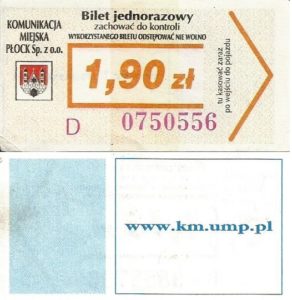 Bilet jednorazowy
zachować do kontroli
WYKORZYSTANEGO BILETU ODSTĘPOWAĆ NIE WOLNO
KOMUNIKACJA
MIEJSKA
PŁOCK Sp. z o.o.
1,90 zł
tu kasować zaraz
po wejściu do pojazdu
D 0750556
www.km.ump.pl